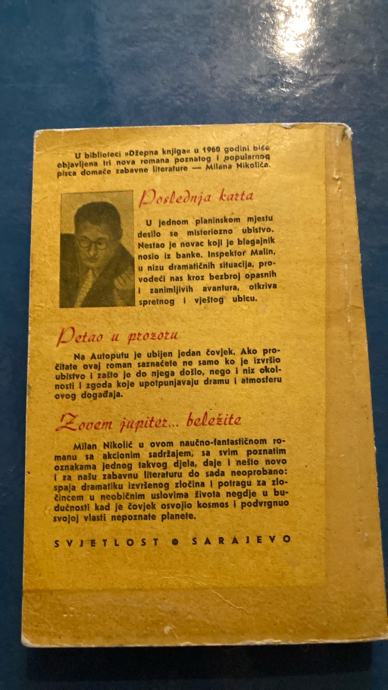 U biblioteci »Džepna knjiga« u 1960 godini biće
objavljena tri nova romana poznatog i popularnog
pisca domaće zabavne literature — Milana Nikolića.
Poslednja karta
U jednom planinskom mjestu
desilo se misteriozno ubistvo.
Nestao je novac koji je blagajnik
nosio iz banke. Inspektor Malin,
u nizu dramatičnih situacija, pro-
vodeći nas kroz bezbroj opasnih
i zanimljivih avantura, otkriva
spretnog i vještog ubicu.
Petao u prozoru
Na Autoputu je ubijen jedan čovjek. Ako pro-
čitate ovaj roman saznaćete ne samo ko je izvršio
ubistvo i zašto je do njega došlo, nego i niz okol-
nosti i zgoda koje upotpunjavaju dramu i atmosferu
ovog događaja.
Zovem jupiter... beležite
Milan Nikolić u ovom naučno-fantastičnom ro-
manu sa akcionim sadržajem, sa svim poznatim
oznakama jednog takvog djela, daje i nešto novo
i za našu zabavnu literaturu do sada neoprobano:
spaja dramatiku izvršenog zločina i potragu za zlo-
čincem u neobičnim uslovima života negdje u bu-
dućnosti kad je čovjek osvojio kosmos i podvrgnuo
svojoj vlasti nepoznate planete.
SVJETLOST SARAJEVO